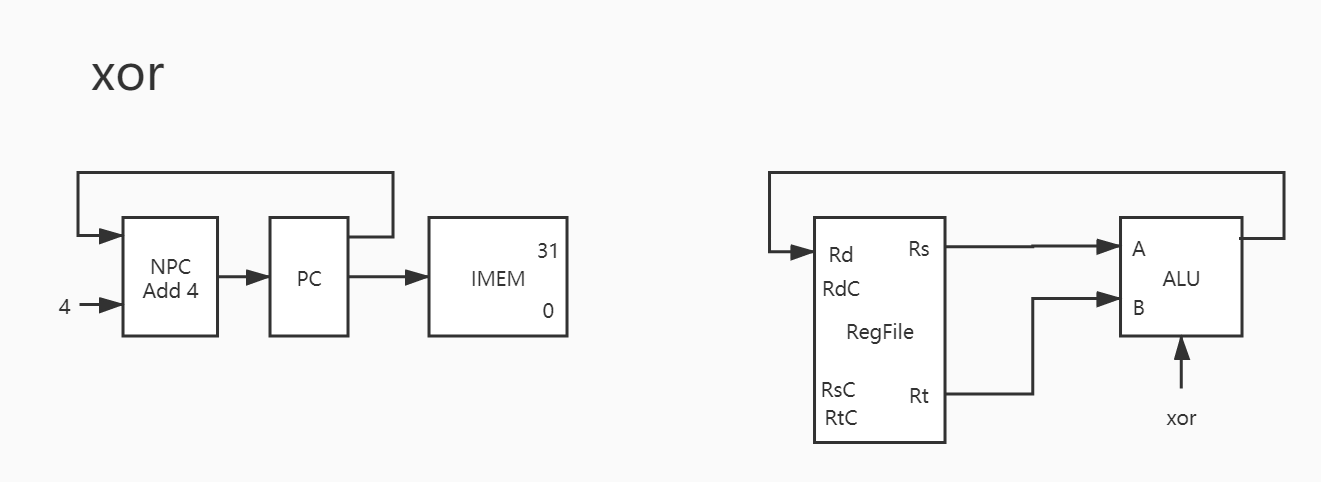 xor
NPC
Add 4
4
PC
31
IMEM
0
Rd
RdC
RegFile
RsC
RtC
Rs
Rt
A
ALU
B
xor